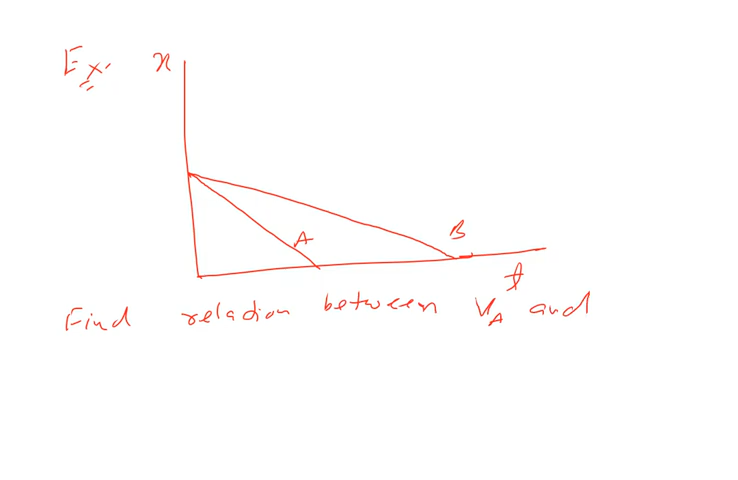 Ex. x
A
B
t
Find relation between VA and